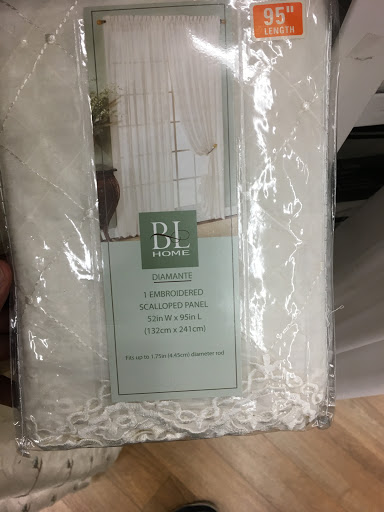 95"
LENGTH
BL
HOME
DIAMANTE
1 EMBROIDERED
SCALLOPED PANEL
52in W x 95in L
(132cm x 241cm)
Fits up to 1.75in (4.45cm) diameter rod